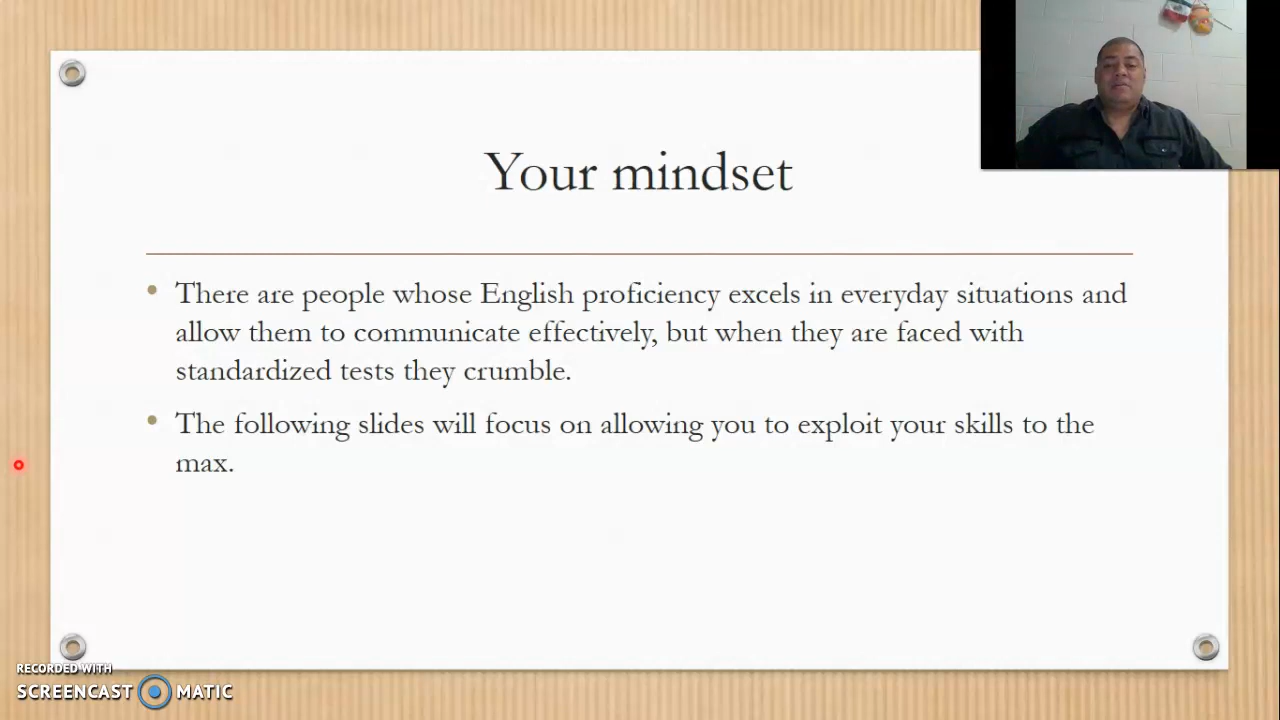 Your mindset
There are people whose English proficiency excels in everyday situations and
allow them to communicate effectively, but when they are faced with
standardized tests they crumble.
The following slides will focus on allowing you to exploit your skills to the
max.
RECORDED WITH
SCREENCAST MATIC